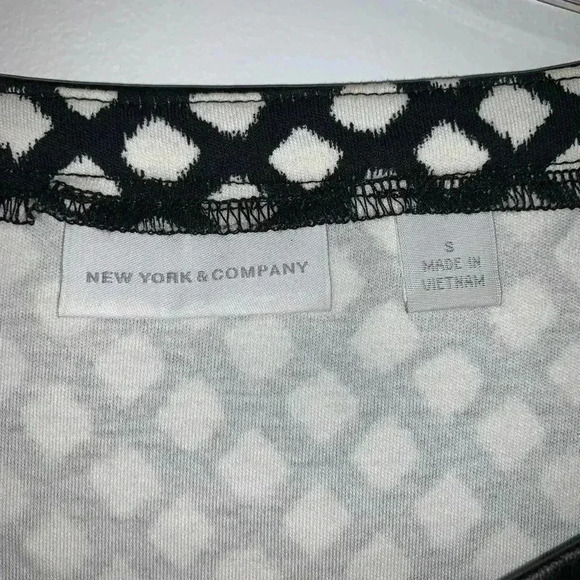 NEW YORK & COMPANY
S
MADE IN
VIETNAM